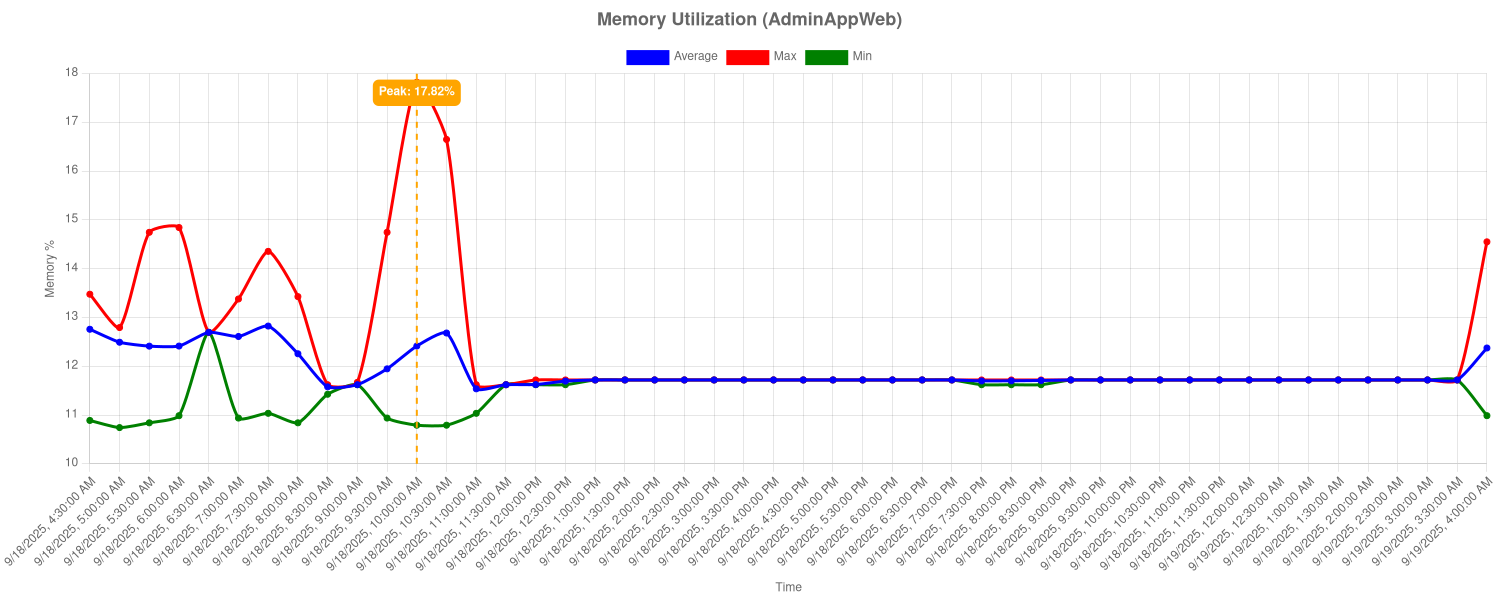 Memory Utilization (AdminAppWeb)
Average Max Min
Peak: 17.82%
18
17
16
15
14
13
12
11
10
Memory %
9/18/2025, 4:30:00 AM
9/18/2025, 5:00:00 AM
9/18/2025, 5:30:00 AM
9/18/2025, 6:00:00 AM
9/18/2025, 6:30:00 AM
9/18/2025, 7:00:00 AM
9/18/2025, 7:30:00 AM
9/18/2025, 8:00:00 AM
9/18/2025, 8:30:00 AM
9/18/2025, 9:00:00 AM
9/18/2025, 9:30:00 AM
9/18/2025, 10:00:00 AM
9/18/2025, 10:30:00 AM
9/18/2025, 11:00:00 AM
9/18/2025, 11:30:00 AM
9/18/2025, 12:00:00 PM
9/18/2025, 12:30:00 PM
9/18/2025, 1:00:00 PM
9/18/2025, 1:30:00 PM
9/18/2025, 2:00:00 PM
9/18/2025, 2:30:00 PM
9/18/2025, 3:00:00 PM
9/18/2025, 3:30:00 PM
9/18/2025, 4:00:00 PM
9/18/2025, 4:30:00 PM
9/18/2025, 5:00:00 PM
9/18/2025, 5:30:00 PM
9/18/2025, 6:00:00 PM
9/18/2025, 6:30:00 PM
9/18/2025, 7:00:00 PM
9/18/2025, 7:30:00 PM
9/18/2025, 8:00:00 PM
9/18/2025, 8:30:00 PM
9/18/2025, 9:00:00 PM
9/18/2025, 9:30:00 PM
9/18/2025, 10:00:00 PM
9/18/2025, 10:30:00 PM
9/18/2025, 11:00:00 PM
9/18/2025, 11:30:00 PM
9/19/2025, 12:00:00 AM
9/19/2025, 12:30:00 AM
9/19/2025, 1:00:00 AM
9/19/2025, 1:30:00 AM
9/19/2025, 2:00:00 AM
9/19/2025, 2:30:00 AM
9/19/2025, 3:00:00 AM
9/19/2025, 3:30:00 AM
9/19/2025, 4:00:00 AM
Time